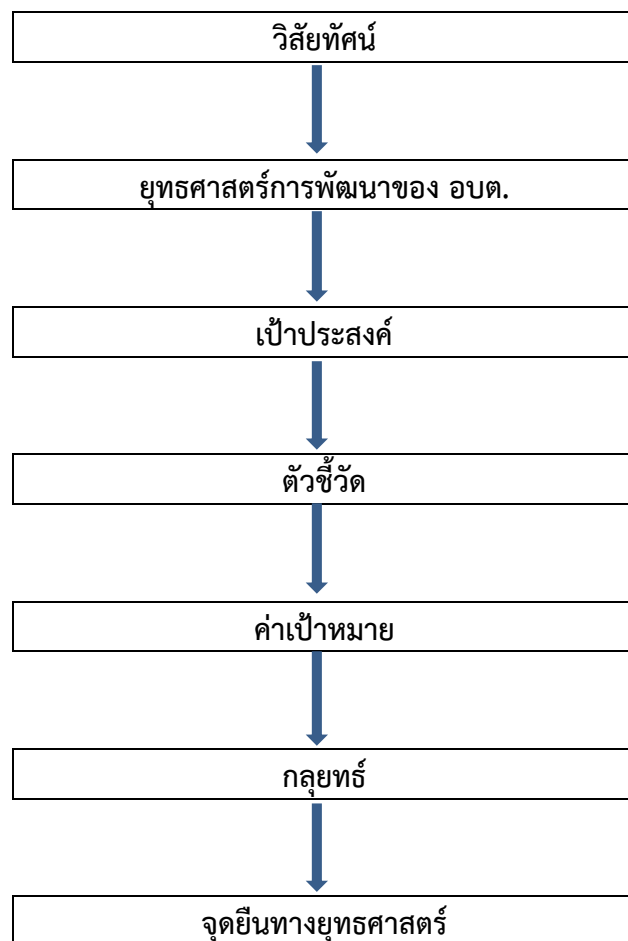 วิสัยทัศน์
ยุทธศาสตร์การพัฒนาของ อบต.
เป้าประสงค์
ตัวชี้วัด
ค่าเป้าหมาย
กลุยทธ์
จุดยืนทางยุทธศาสตร์